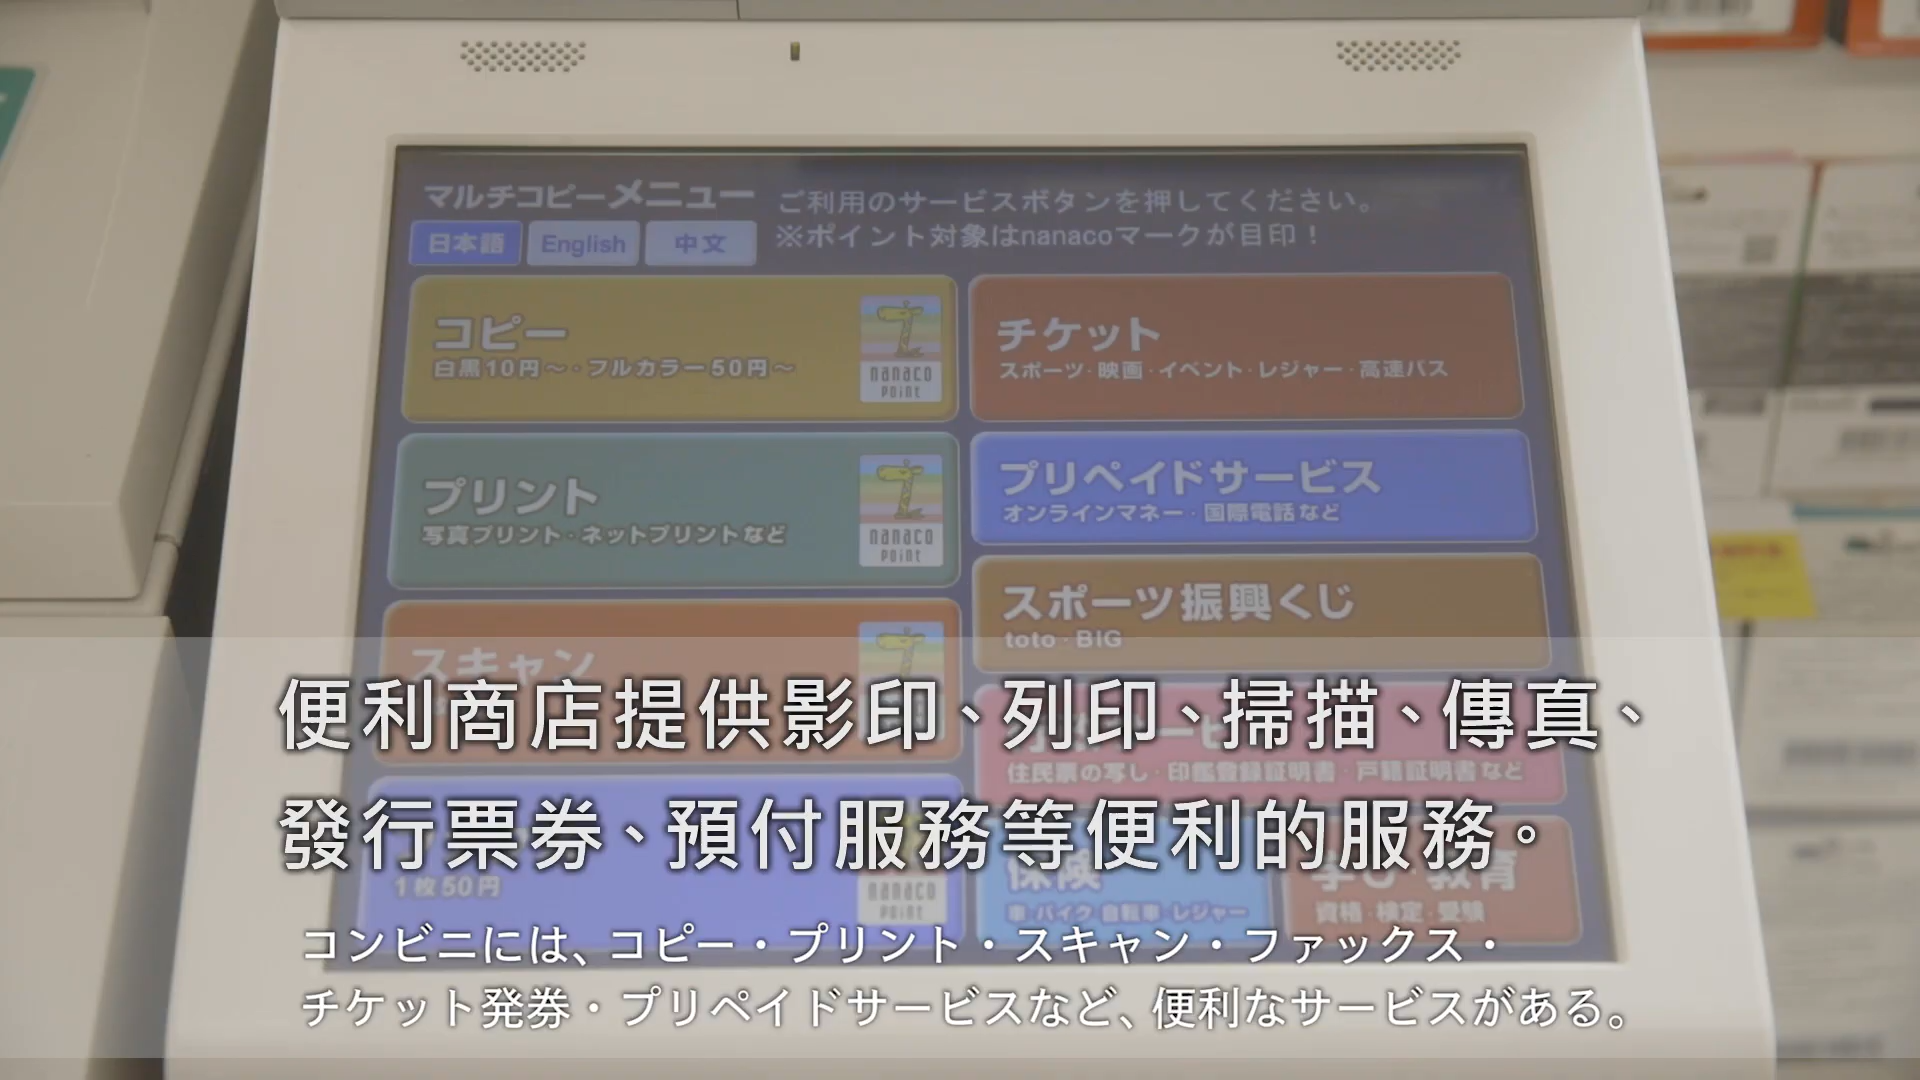 マルチコピーメニュー
ご利用のサービスボタンを押してください。
※ポイント対象はnanacoマークが目印！
日本語
English
中文
コピー
白黒10円～・フルカラー50円～
nanaco
point
チケット
スポーツ・映画・イベント・レジャー・高速バス
プリント
写真プリント・ネットプリントなど
nanaco
point
プリペイドサービス
オンラインマネー・国際電話など
スポーツ振興くじ
toto・BIG
スキャン
便利商店提供影印、列印、掃描、傳真、
住民票の写し・印鑑登録証明書・戸籍証明書など
發行票券、預付服務等便利的服務。
1枚50円
nanaco
point
保険
車・バイク・自転車・レジャー
学び・教育
資格・検定・受験
コンビニには、コピー・プリント・スキャン・ファックス・
チケット発券・プリペイドサービスなど、便利なサービスがある。